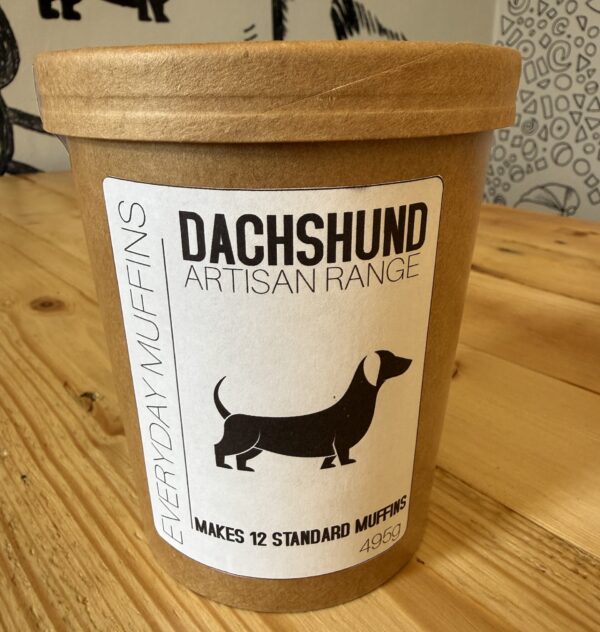 DACHSHUND
ARTISAN RANGE
EVERYDAY MUFFINS
MAKES 12 STANDARD MUFFINS
495g